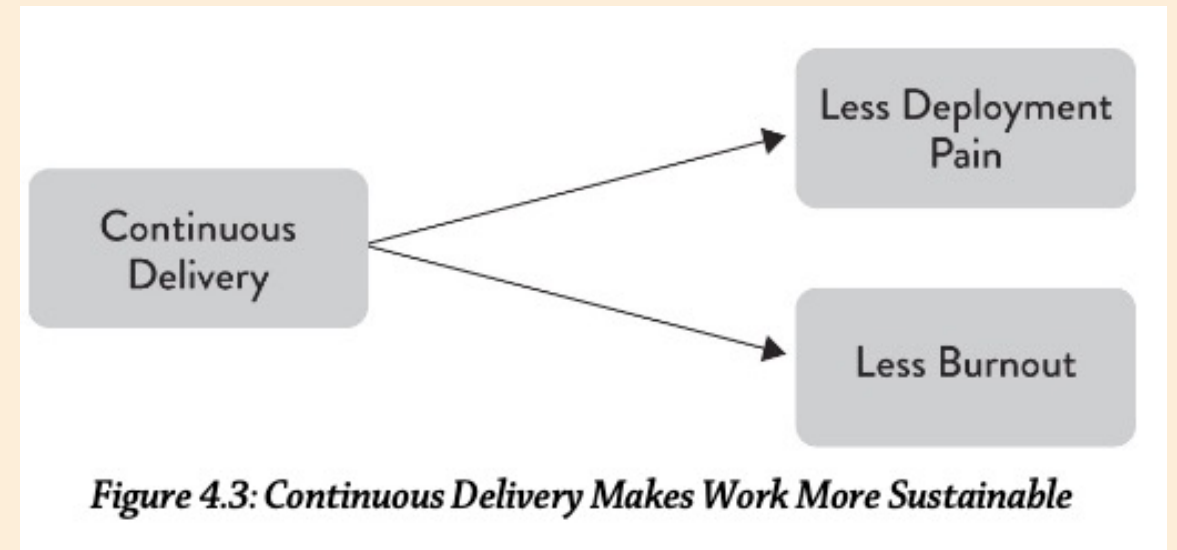 Less Deployment
Pain
Continuous
Delivery
Less Burnout
Figure 4.3: Continuous Delivery Makes Work More Sustainable